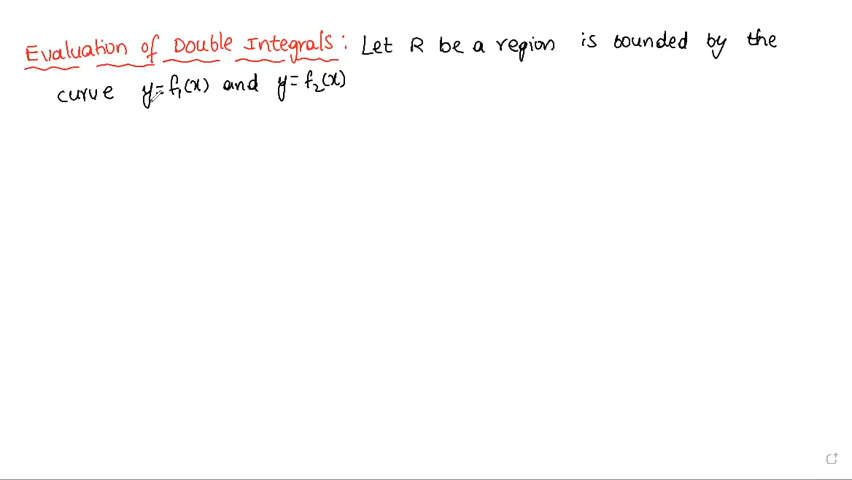 Evaluation of Double Integrals: Let R be a region is bounded by the
curve y=f₁(x) and y=f₂(x)